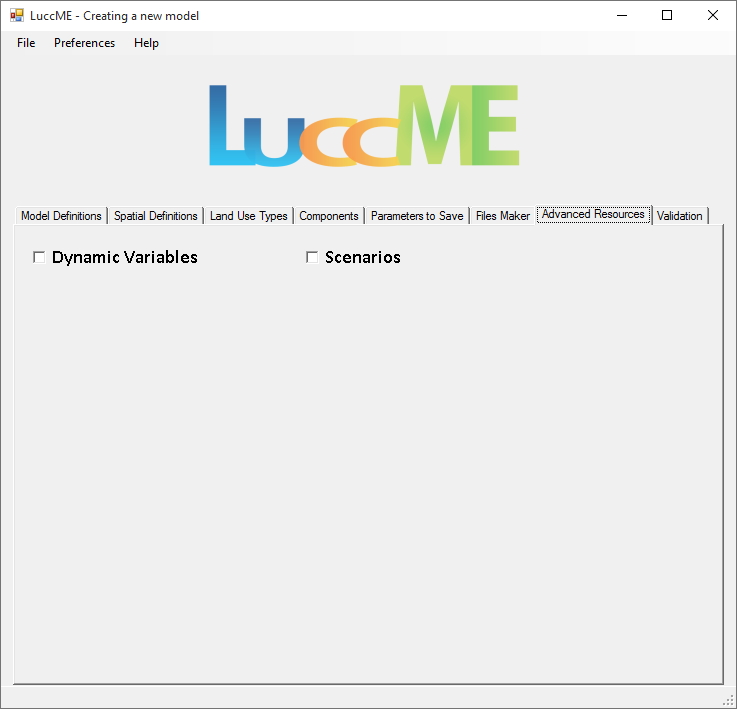 LuccME - Creating a new model
File Preferences Help
LuccME
Model Definitions Spatial Definitions Land Use Types Components Parameters to Save Files Maker Advanced Resources Validation
Dynamic Variables Scenarios